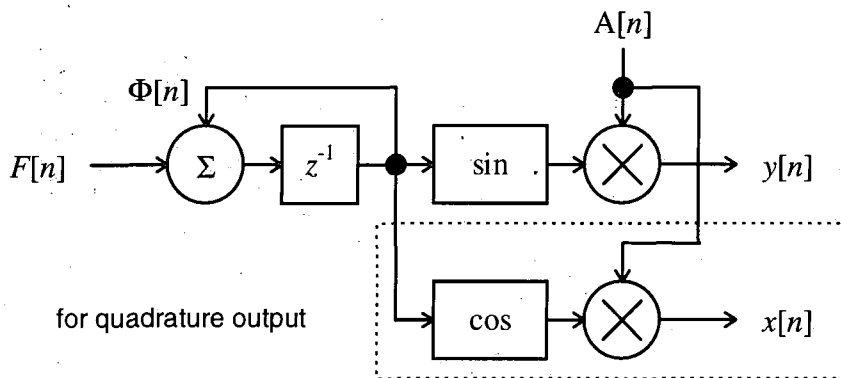 A[n]
Φ[n]
F[n]
Σ
z⁻¹
sin
y[n]
for quadrature output
cos
x[n]